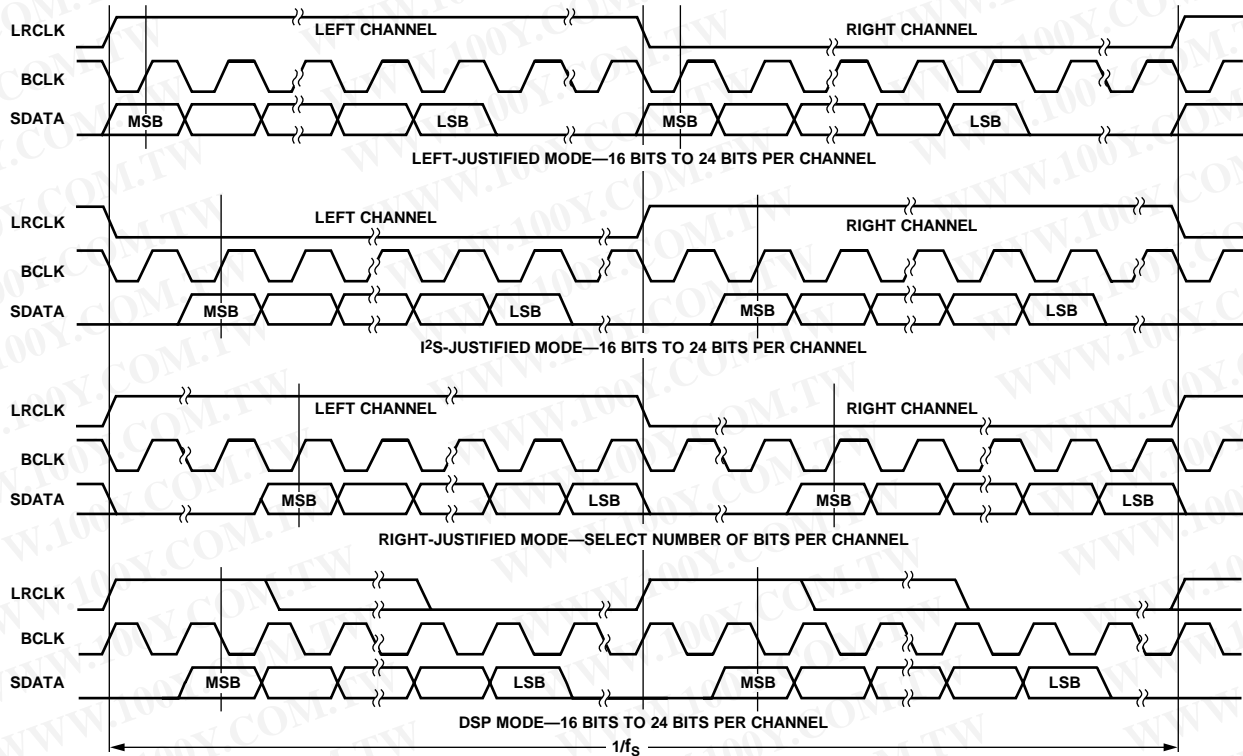 LRCLK LEFT CHANNEL RIGHT CHANNEL
BCLK
SDATA MSB LSB MSB LSB
LEFT-JUSTIFIED MODE—16 BITS TO 24 BITS PER CHANNEL
LRCLK LEFT CHANNEL RIGHT CHANNEL
BCLK
SDATA MSB LSB MSB LSB
I²S-JUSTIFIED MODE—16 BITS TO 24 BITS PER CHANNEL
LRCLK LEFT CHANNEL RIGHT CHANNEL
BCLK
SDATA MSB LSB MSB LSB
RIGHT-JUSTIFIED MODE—SELECT NUMBER OF BITS PER CHANNEL
LRCLK
BCLK
SDATA MSB LSB MSB LSB
DSP MODE—16 BITS TO 24 BITS PER CHANNEL
1/fS
WWW.100Y.COM.TW